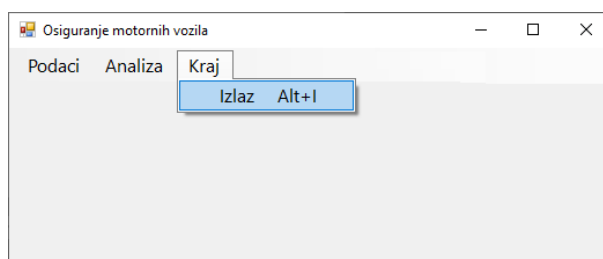 Osiguranje motornih vozila
Podaci Analiza Kraj
Izlaz Alt+I